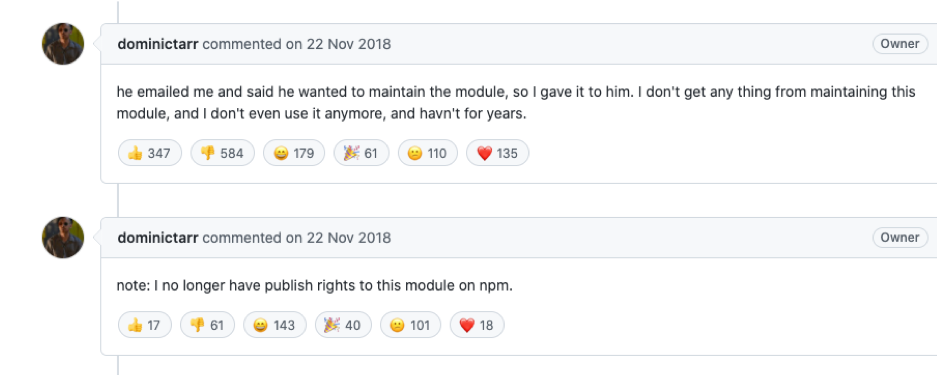 dominictarr commented on 22 Nov 2018 Owner
he emailed me and said he wanted to maintain the module, so I gave it to him. I don't get any thing from maintaining this
module, and I don't even use it anymore, and havn't for years.
👍 347 👎 584 😄 179 🎉 61 😕 110 ❤️ 135
dominictarr commented on 22 Nov 2018 Owner
note: I no longer have publish rights to this module on npm.
👍 17 👎 61 😄 143 🎉 40 😕 101 ❤️ 18